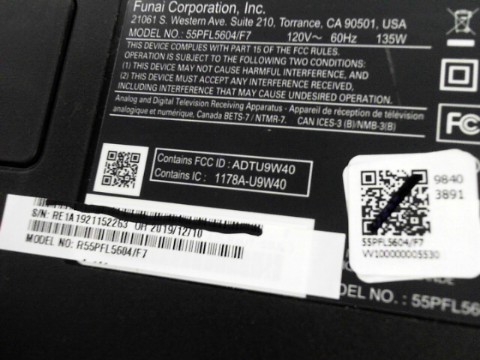 Funai Corporation, Inc.
21061 S. Western Ave. Suite 210, Torrance, CA 90501, USA
MODEL NO.: 55PFL5604/F7 120V~ 60Hz 135W
THIS DEVICE COMPLIES WITH PART 15 OF THE FCC RULES.
OPERATION IS SUBJECT TO THE FOLLOWING TWO CONDITIONS:
(1) THIS DEVICE MAY NOT CAUSE HARMFUL INTERFERENCE, AND
(2) THIS DEVICE MUST ACCEPT ANY INTERFERENCE RECEIVED,
INCLUDING INTERFERENCE THAT MAY CAUSE UNDESIRED OPERATION.
Analog and Digital Television Receiving Apparatus - Appareil de réception de télévision
analogique et numérique, Canada BETS-7 / NTMR-7. CAN ICES-3 (B)/NMB-3(B)
FC
Contains FCC ID : ADTU9W40
Contains IC : 1178A-U9W40
9840
3891
55PFL5604/F7
VV100000005530
S/N: RE1A1921152263 OR 2019/12/10
MODEL NO: R55PFL5604/F7
DEL NO. : 55PFL56